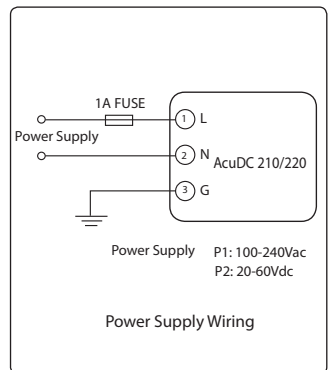 1A FUSE
1 L
Power Supply
2 N
AcuDC 210/220
3 G
Power Supply P1: 100-240Vac
P2: 20-60Vdc
Power Supply Wiring